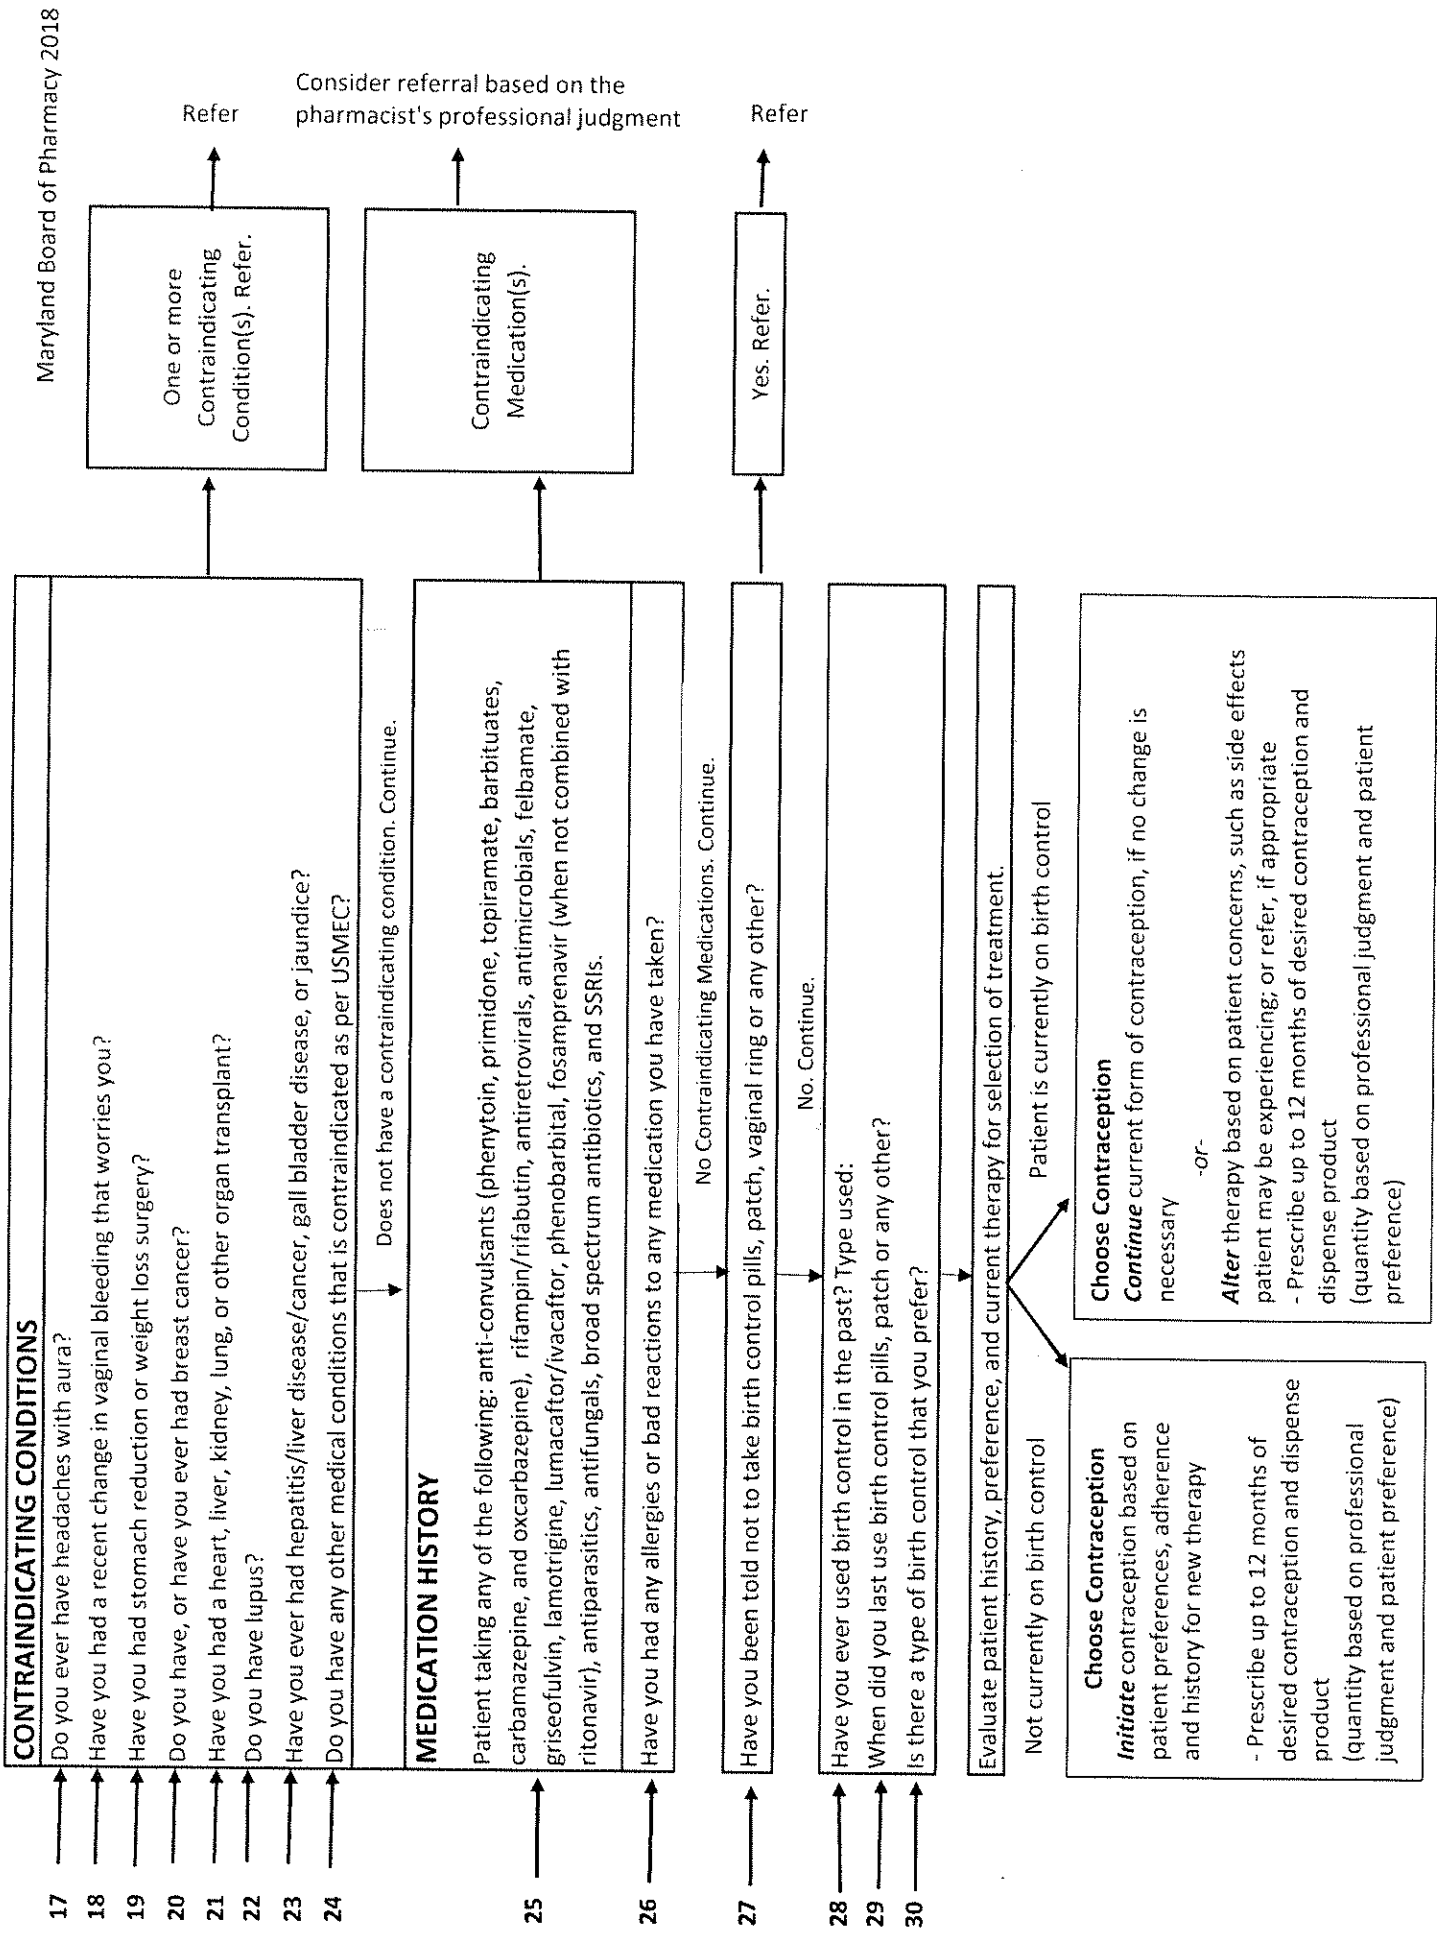 Maryland Board of Pharmacy 2018
CONTRAINDICATING CONDITIONS
17 Do you ever have headaches with aura?
18 Have you had a recent change in vaginal bleeding that worries you?
19 Have you had stomach reduction or weight loss surgery?
20 Do you have, or have you ever had breast cancer?
21 Have you had a heart, liver, kidney, lung, or other organ transplant?
22 Do you have lupus?
23 Have you ever had hepatitis/liver disease/cancer, gall bladder disease, or jaundice?
24 Do you have any other medical conditions that is contraindicated as per USMEC?
One or more
Contraindicating
Condition(s). Refer.
Refer
Does not have a contraindicating condition. Continue.
MEDICATION HISTORY
25 Patient taking any of the following: anti-convulsants (phenytoin, primidone, topiramate, barbituates,
carbamazepine, and oxcarbazepine), rifampin/rifabutin, antiretrovirals, antimicrobials, felbamate,
griseofulvin, lamotrigine, lumacaftor/ivacaftor, phenobarbital, fosamprenavir (when not combined with
ritonavir), antiparasitics, antifungals, broad spectrum antibiotics, and SSRIs.
26 Have you had any allergies or bad reactions to any medication you have taken?
Contraindicating
Medication(s).
Consider referral based on the
pharmacist's professional judgment
No Contraindicating Medications. Continue.
27 Have you been told not to take birth control pills, patch, vaginal ring or any other?
Yes. Refer.
Refer
No. Continue.
28 Have you ever used birth control in the past? Type used:
29 When did you last use birth control pills, patch or any other?
30 Is there a type of birth control that you prefer?
Evaluate patient history, preference, and current therapy for selection of treatment.
Not currently on birth control
Patient is currently on birth control
Choose Contraception
Initiate contraception based on
patient preferences, adherence
and history for new therapy
- Prescribe up to 12 months of
desired contraception and dispense
product
(quantity based on professional
judgment and patient preference)
Choose Contraception
Continue current form of contraception, if no change is
necessary
-or-
Alter therapy based on patient concerns, such as side effects
patient may be experiencing; or refer, if appropriate
- Prescribe up to 12 months of desired contraception and
dispense product
(quantity based on professional judgment and patient
preference)